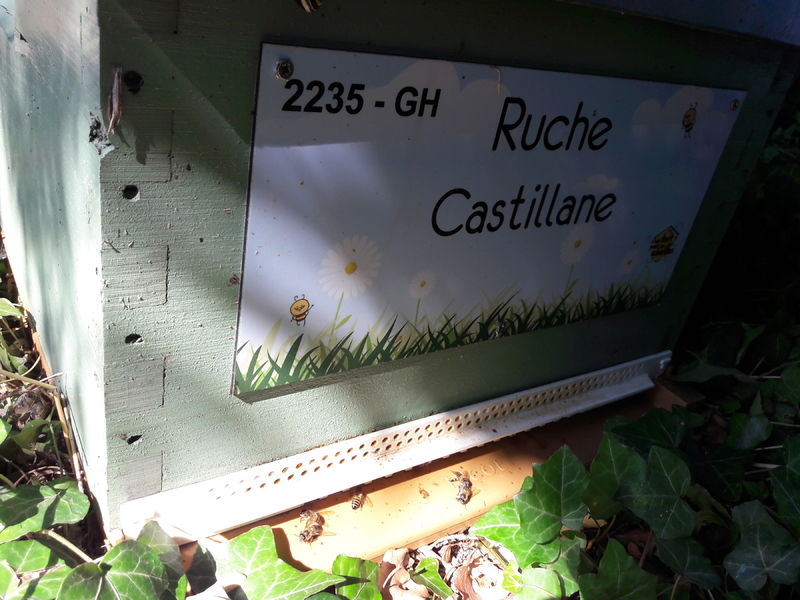 2235 - GH
Ruche
Castillane